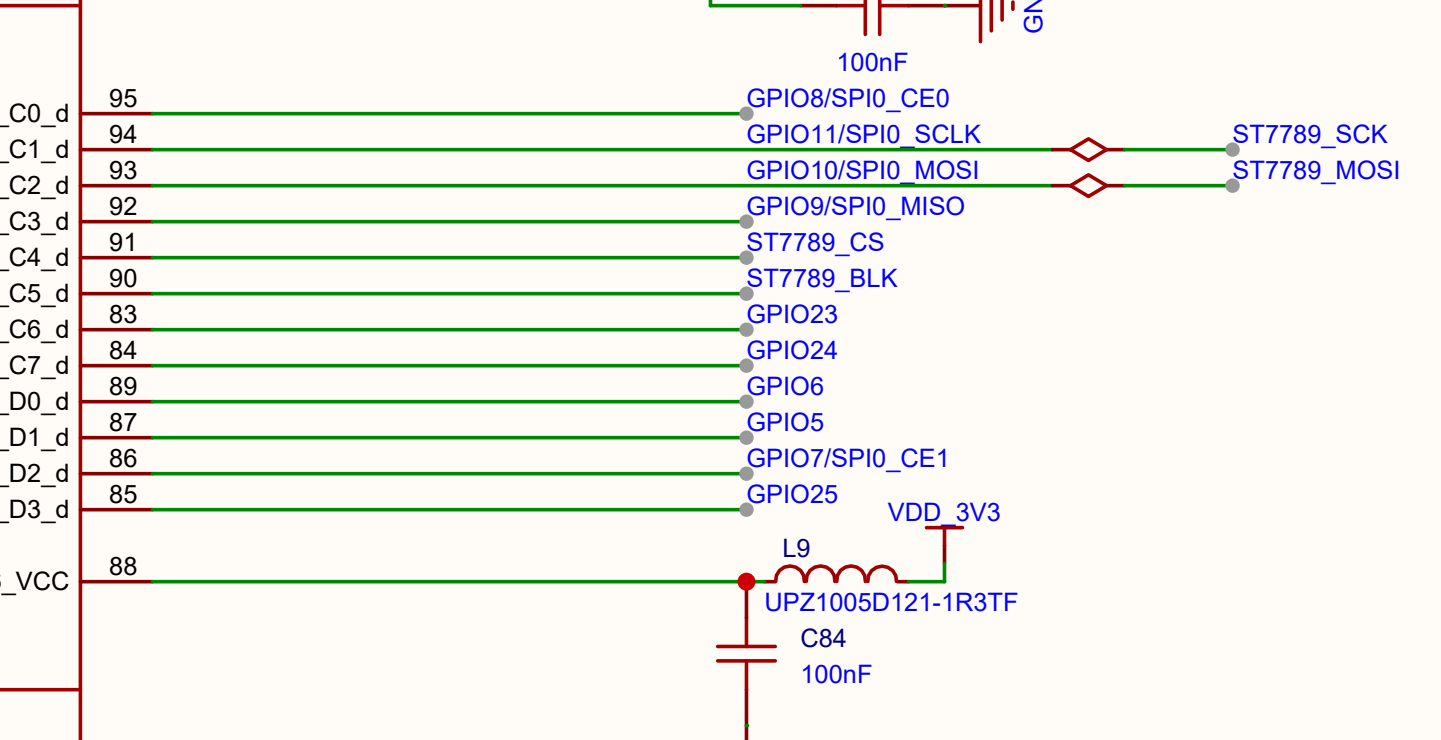 GN
100nF
_C0_d 95 GPIO8/SPI0_CE0
_C1_d 94 GPIO11/SPI0_SCLK ST7789_SCK
_C2_d 93 GPIO10/SPI0_MOSI ST7789_MOSI
_C3_d 92 GPIO9/SPI0_MISO
_C4_d 91 ST7789_CS
_C5_d 90 ST7789_BLK
_C6_d 83 GPIO23
_C7_d 84 GPIO24
_D0_d 89 GPIO6
_D1_d 87 GPIO5
_D2_d 86 GPIO7/SPI0_CE1
_D3_d 85 GPIO25
VDD_3V3
L9
_VCC 88
UPZ1005D121-1R3TF
C84
100nF